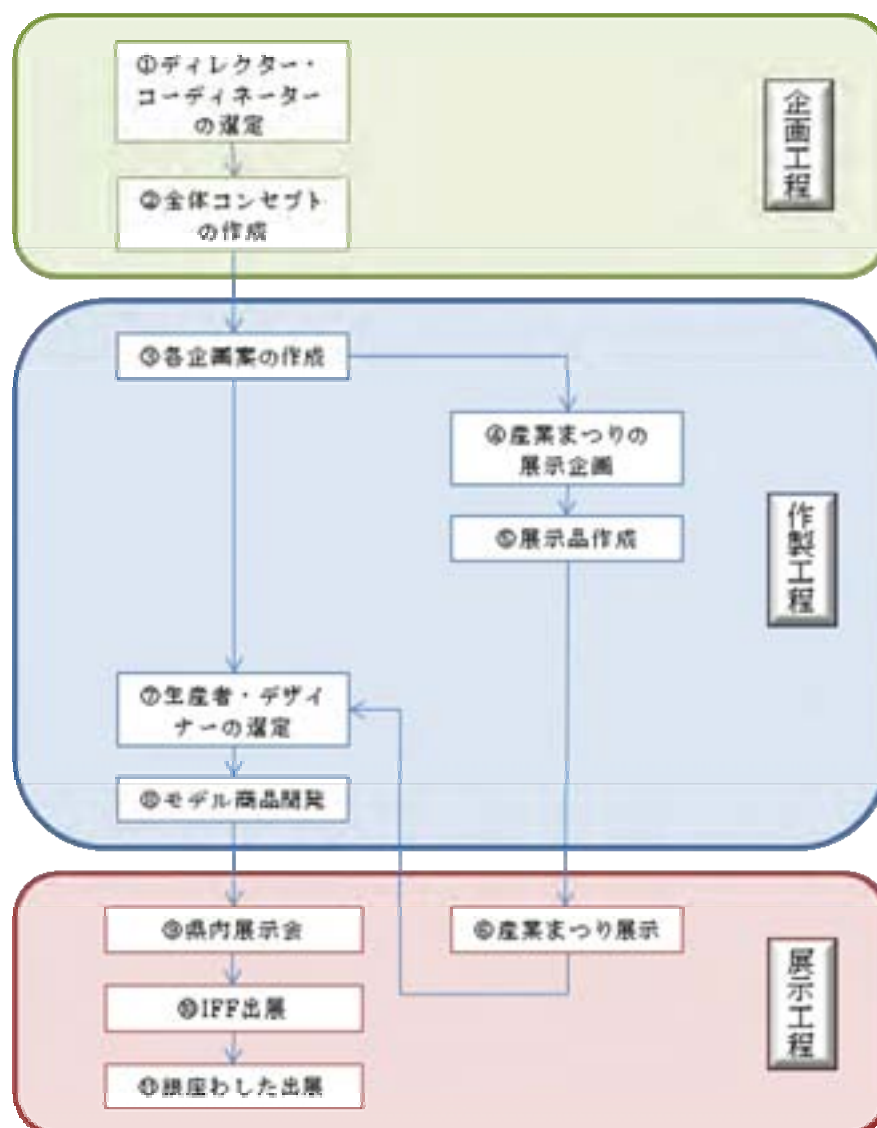 ①ディレクター・
コーディネーター
の選定
企画工程
②全体コンセプト
の作成
③各企画案の作成
④産業まつりの
展示企画
作製工程
⑤展示品作成
⑦生産者・デザイ
ナーの選定
⑧モデル商品開発
⑨県内展示会
⑥産業まつり展示
展示工程
⑩IFF出展
⑪銀座わした出展